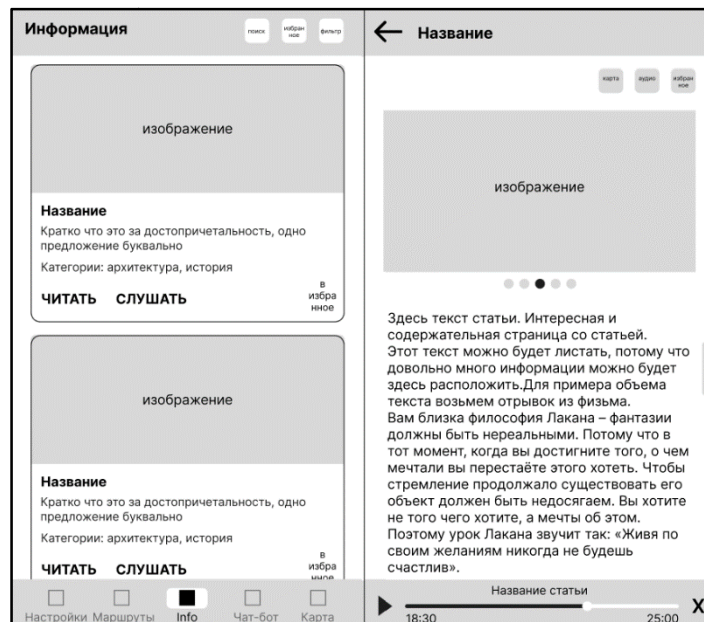 Информация
поиск
избран
ное
фильтр
изображение
Название
Кратко что это за достопричетальность, одно
предложение буквально
Категории: архитектура, история
ЧИТАТЬ СЛУШАТЬ
в
избра
нное
изображение
Название
Кратко что это за достопричетальность, одно
предложение буквально
Категории: архитектура, история
ЧИТАТЬ СЛУШАТЬ
в
избра
нное
Настройки Маршруты Info Чат-бот Карта
Название
карта
аудио
избран
ное
изображение
Здесь текст статьи. Интересная и
содержательная страница со статьей.
Этот текст можно будет листать, потому что
довольно много информации можно будет
здесь расположить.Для примера объема
текста возьмем отрывок из физьма.
Вам близка философия Лакана – фантазии
должны быть нереальными. Потому что в
тот момент, когда вы достигните того, о чем
мечтали вы перестаёте этого хотеть. Чтобы
стремление продолжало существовать его
объект должен быть недосягаем. Вы хотите
не того чего хотите, а мечты об этом.
Поэтому урок Лакана звучит так: «Живя по
своим желаниям никогда не будешь
счастлив».
Название статьи
X
18:30 25:00